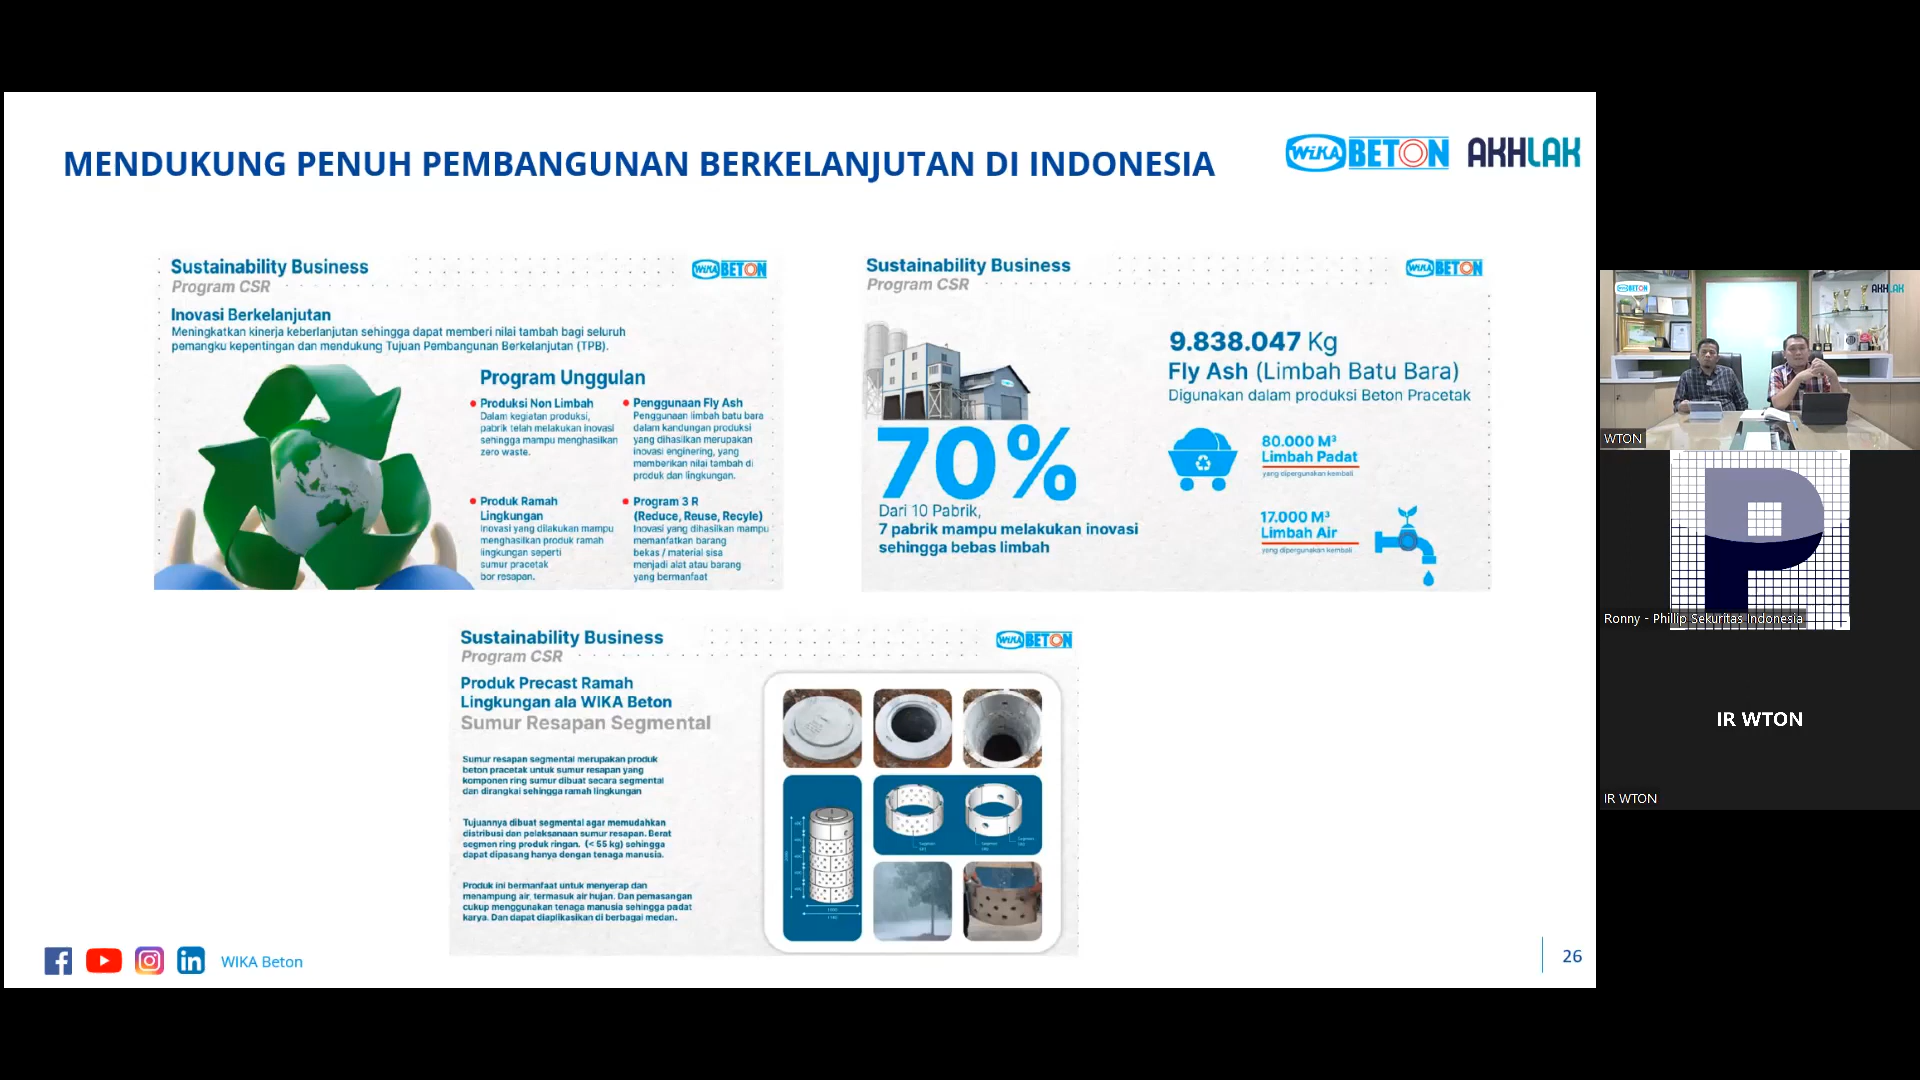 MENDUKUNG PENUH PEMBANGUNAN BERKELANJUTAN DI INDONESIA
WIKA BETON
AKHLAK
Sustainability Business
Program CSR
WIKA BETON
Inovasi Berkelanjutan
Meningkatkan kinerja keberlanjutan sehingga dapat memberi nilai tambah bagi seluruh
pemangku kepentingan dan mendukung Tujuan Pembangunan Berkelanjutan (TPB).
Program Unggulan
Produksi Non Limbah
Dalam kegiatan produksi,
pabrik telah melakukan inovasi
sehingga mampu menghasilkan
zero waste.
Penggunaan Fly Ash
Penggunaan limbah batu bara
dalam kandungan produksi
yang dihasilkan merupakan
inovasi enginering, yang
memberikan nilai tambah di
produk dan lingkungan.
Produk Ramah
Lingkungan
Inovasi yang dilakukan mampu
menghasilkan produk ramah
lingkungan seperti
sumur pracetak
bor resapan.
Program 3 R
(Reduce, Reuse, Recyle)
Inovasi yang dihasilkan mampu
memanfatkan barang
bekas / material sisa
menjadi alat atau barang
yang bermanfaat
Sustainability Business
Program CSR
WIKA BETON
70%
Dari 10 Pabrik,
7 pabrik mampu melakukan inovasi
sehingga bebas limbah
9.838.047 Kg
Fly Ash (Limbah Batu Bara)
Digunakan dalam produksi Beton Pracetak
80.000 M³
Limbah Padat
yang dipergunakan kembali
17.000 M³
Limbah Air
yang dipergunakan kembali
Sustainability Business
Program CSR
WIKA BETON
Produk Precast Ramah
Lingkungan ala WIKA Beton
Sumur Resapan Segmental
Sumur resapan segmental merupakan produk
beton pracetak untuk sumur resapan yang
komponen ring sumur dibuat secara segmental
dan dirangkai sehingga ramah lingkungan
Tujuannya dibuat segmental agar memudahkan
distribusi dan pelaksanaan sumur resapan. Berat
segmen ring produk ringan. (< 55 kg) sehingga
dapat dipasang hanya dengan tenaga manusia.
Produk ini bermanfaat untuk menyerap dan
menampung air, termasuk air hujan. Dan pemasangan
cukup menggunakan tenaga manusia sehingga padat
karya. Dan dapat diaplikasikan di berbagai medan.
WIKA Beton
26
WIKA BETON
AKHLAK
WTON
Ronny - Phillip Sekuritas Indonesia
IR WTON
IR WTON